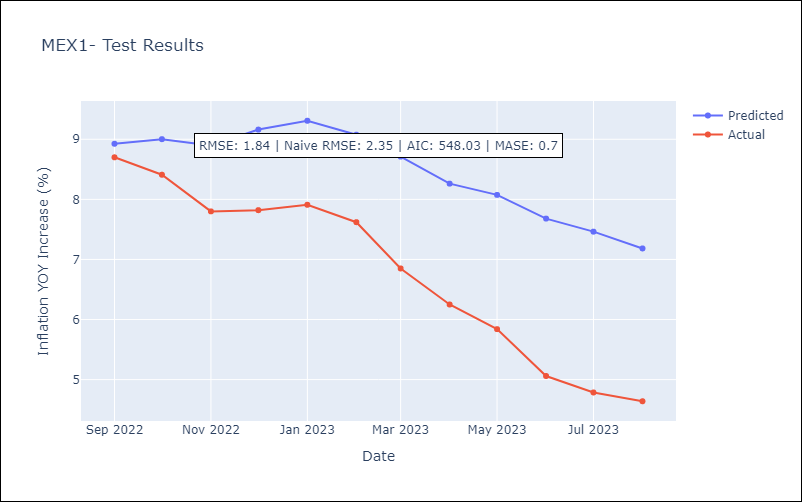 MEX1- Test Results
Predicted
Actual
RMSE: 1.84 | Naive RMSE: 2.35 | AIC: 548.03 | MASE: 0.7
Inflation YOY Increase (%)
9
8
7
6
5
Sep 2022 Nov 2022 Jan 2023 Mar 2023 May 2023 Jul 2023
Date